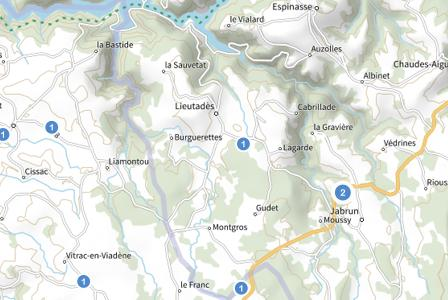 Espinasse
le Vialard
la Bastide
Auzolles
la Sauvetat
Chaudes-Aigu
Albinet
Lieutadès
Cabrillade
1
1
la Gravière
Burguerettes
1
Védrines
Lagarde
Liamontou
Cissac
2
Rious
Gudet
Jabrun
Moussy
Montgros
Vitrac-en-Viadène
1
le Franc
1